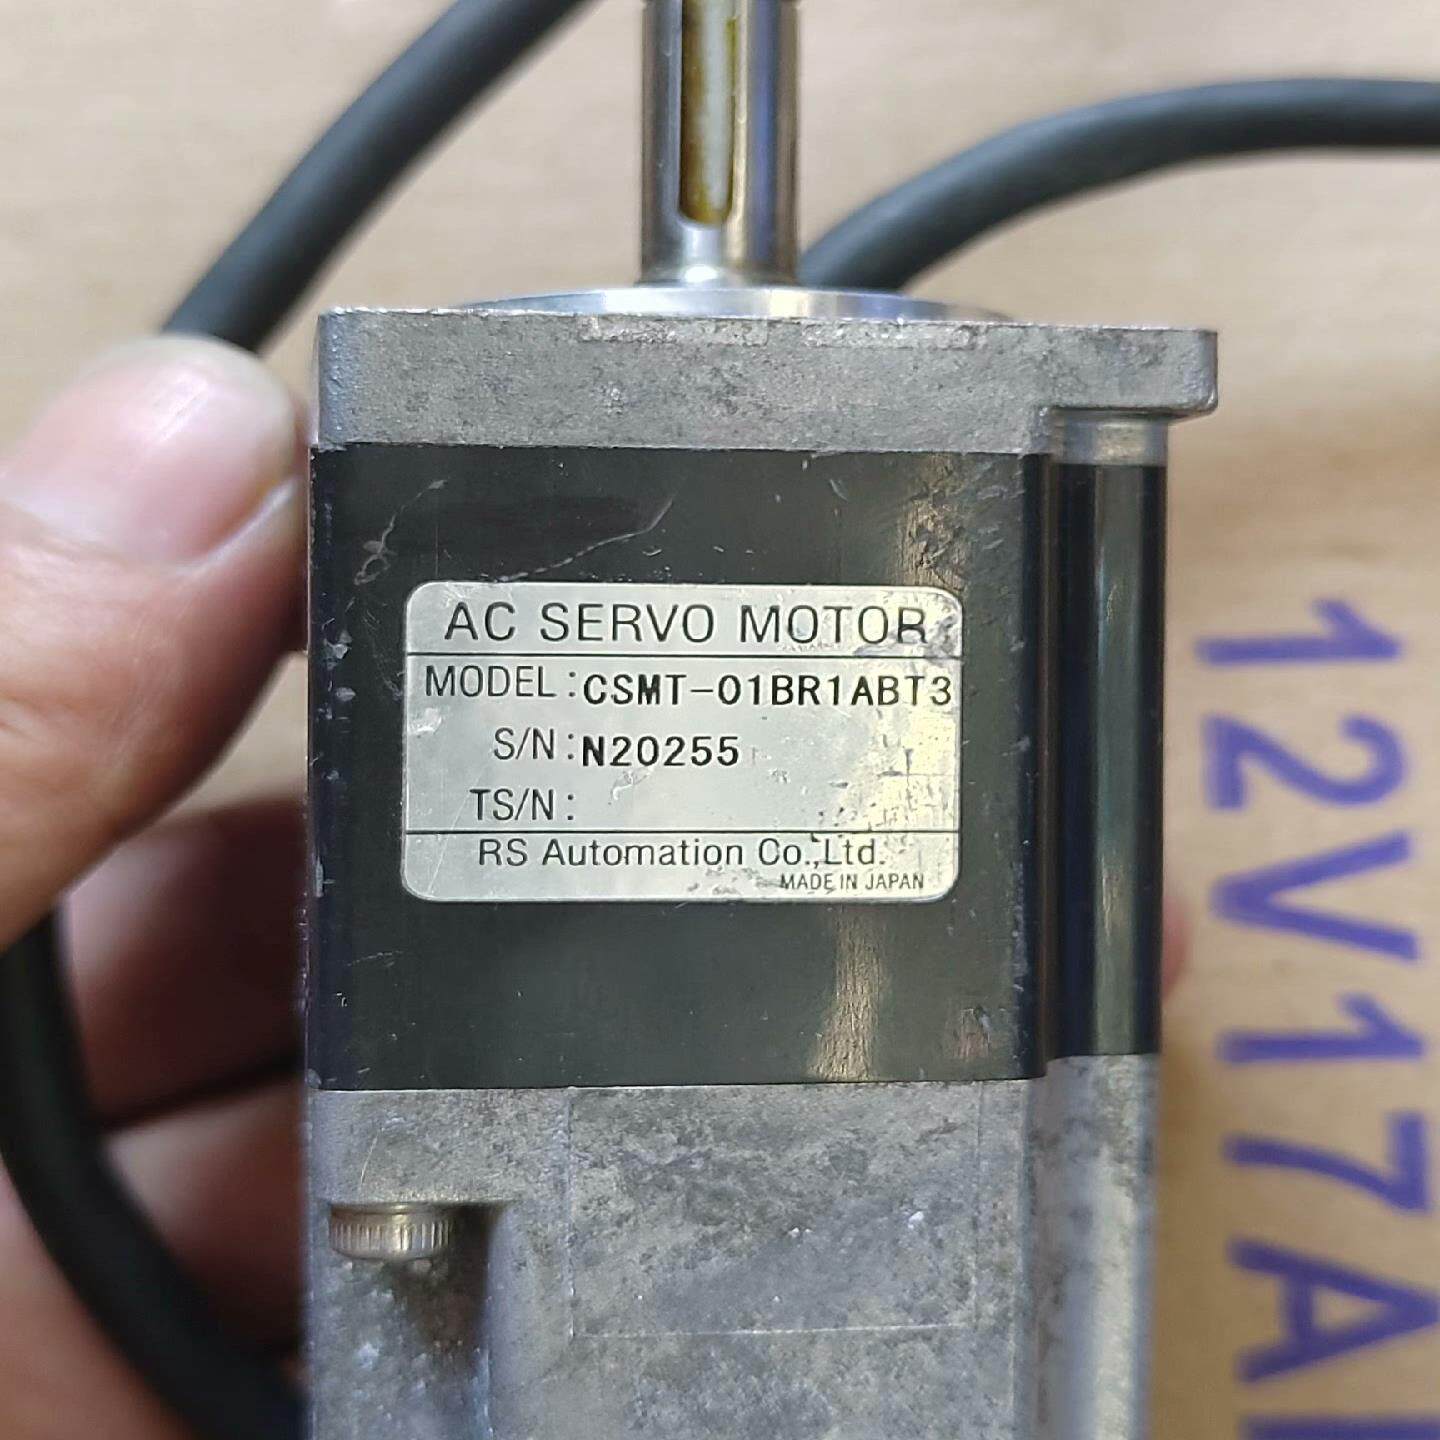 AC SERVO MOTOR
MODEL:CSMT-01BR1ABT3
S/N:N20255
TS/N:
RS Automation Co.,Ltd.
MADE IN JAPAN
12V17A